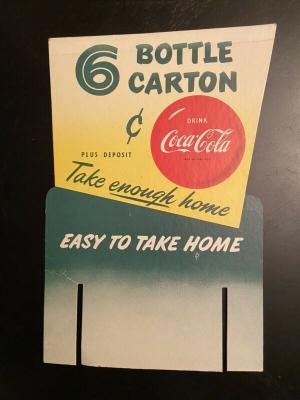 6 BOTTLE
CARTON
¢
PLUS DEPOSIT
DRINK
Coca-Cola
Take enough home
EASY TO TAKE HOME